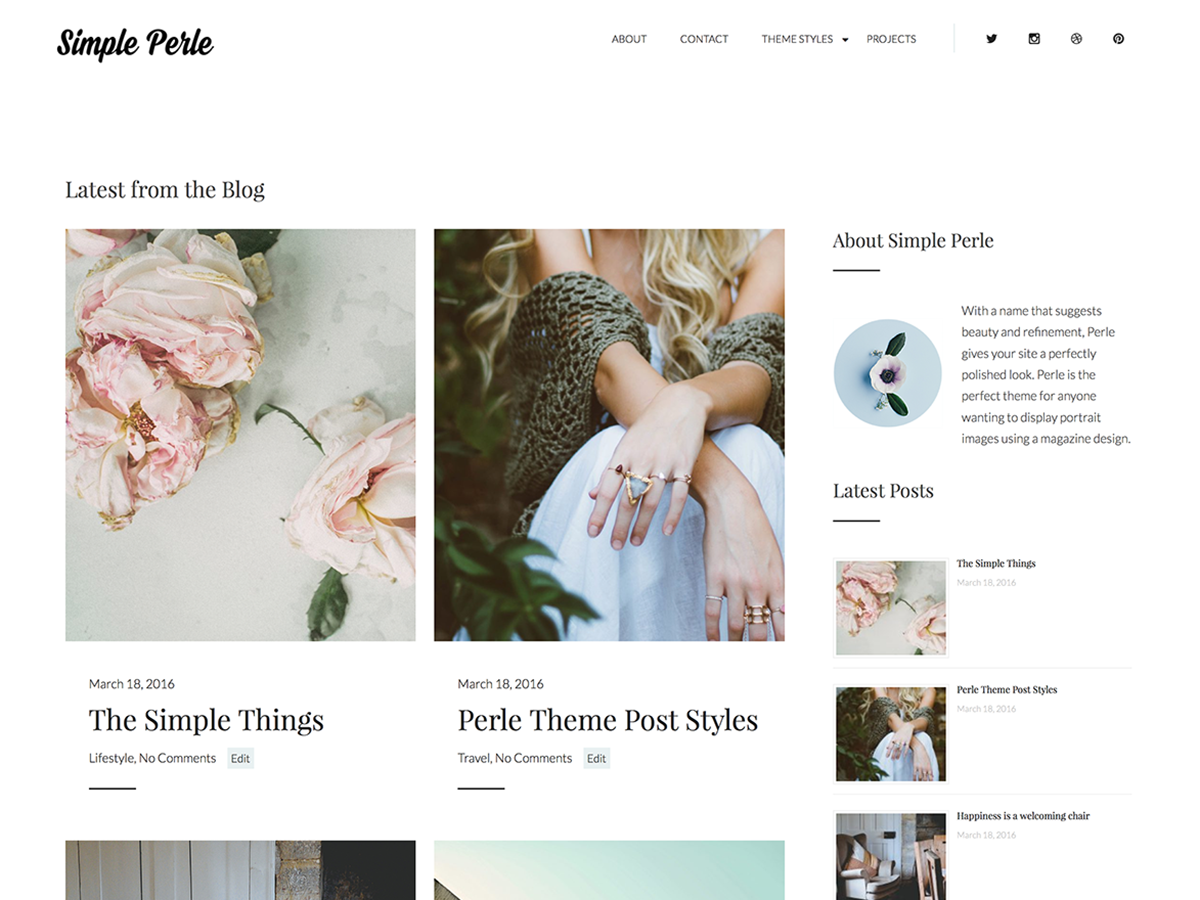 Simple Perle
ABOUT CONTACT THEME STYLES PROJECTS
Latest from the Blog
March 18, 2016
The Simple Things
Lifestyle, No Comments Edit
March 18, 2016
Perle Theme Post Styles
Travel, No Comments Edit
About Simple Perle
With a name that suggests
beauty and refinement, Perle
gives your site a perfectly
polished look. Perle is the
perfect theme for anyone
wanting to display portrait
images using a magazine design.
Latest Posts
The Simple Things
March 18, 2016
Perle Theme Post Styles
March 18, 2016
Happiness is a welcoming chair
March 18, 2016